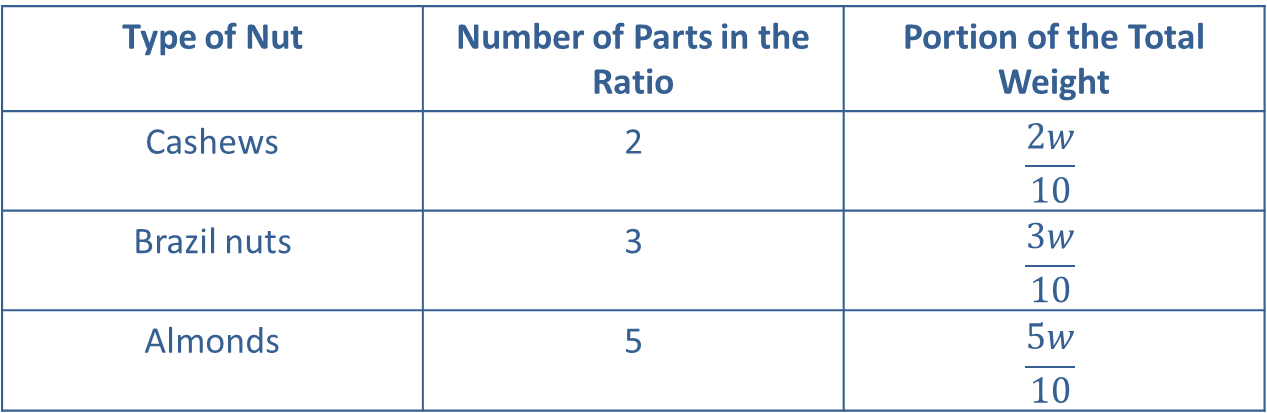 Type of Nut
Number of Parts in the
Ratio
Portion of the Total
Weight
Cashews
2
2w
10
Brazil nuts
3
3w
10
Almonds
5
5w
10